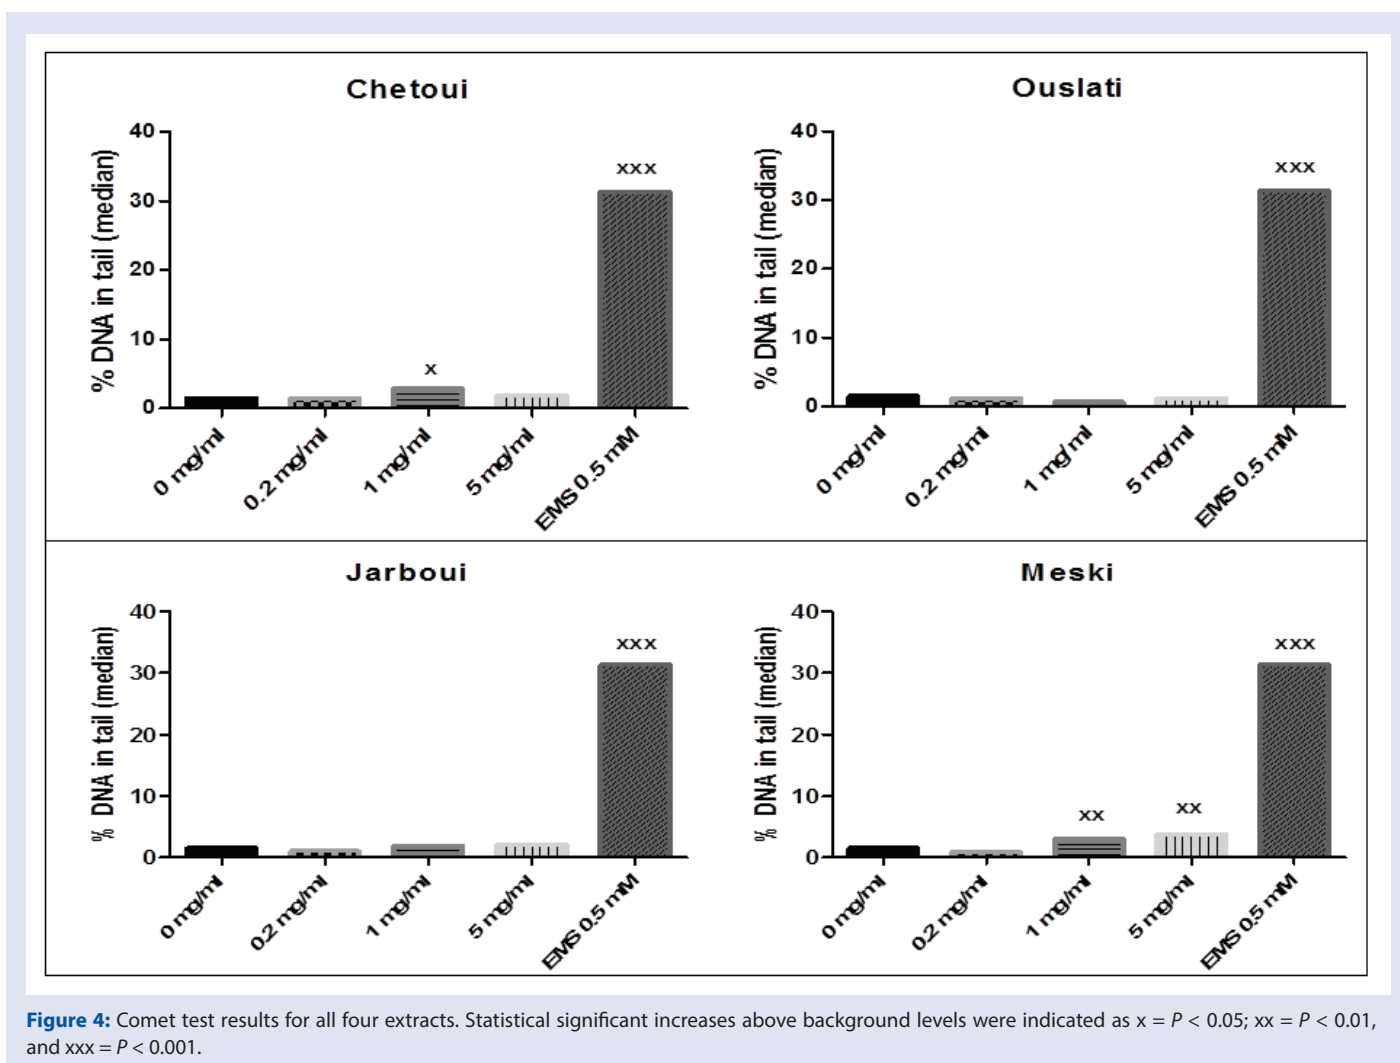 Chetoui
% DNA in tail (median)
40
30
20
10
0
x
xxx
0 mg/ml
0.2 mg/ml
1 mg/ml
5 mg/ml
EMS 0.5 mM
Ouslati
% DNA in tail (median)
40
30
20
10
0
xxx
0 mg/ml
0.2 mg/ml
1 mg/ml
5 mg/ml
EMS 0.5 mM
Jarboui
% DNA in tail (median)
40
30
20
10
0
xxx
0 mg/ml
0.2 mg/ml
1 mg/ml
5 mg/ml
EMS 0.5 mM
Meski
% DNA in tail (median)
40
30
20
10
0
xx
xx
xxx
0 mg/ml
0.2 mg/ml
1 mg/ml
5 mg/ml
EMS 0.5 mM
Figure 4: Comet test results for all four extracts. Statistical significant increases above background levels were indicated as x = P < 0.05; xx = P < 0.01,
and xxx = P < 0.001.